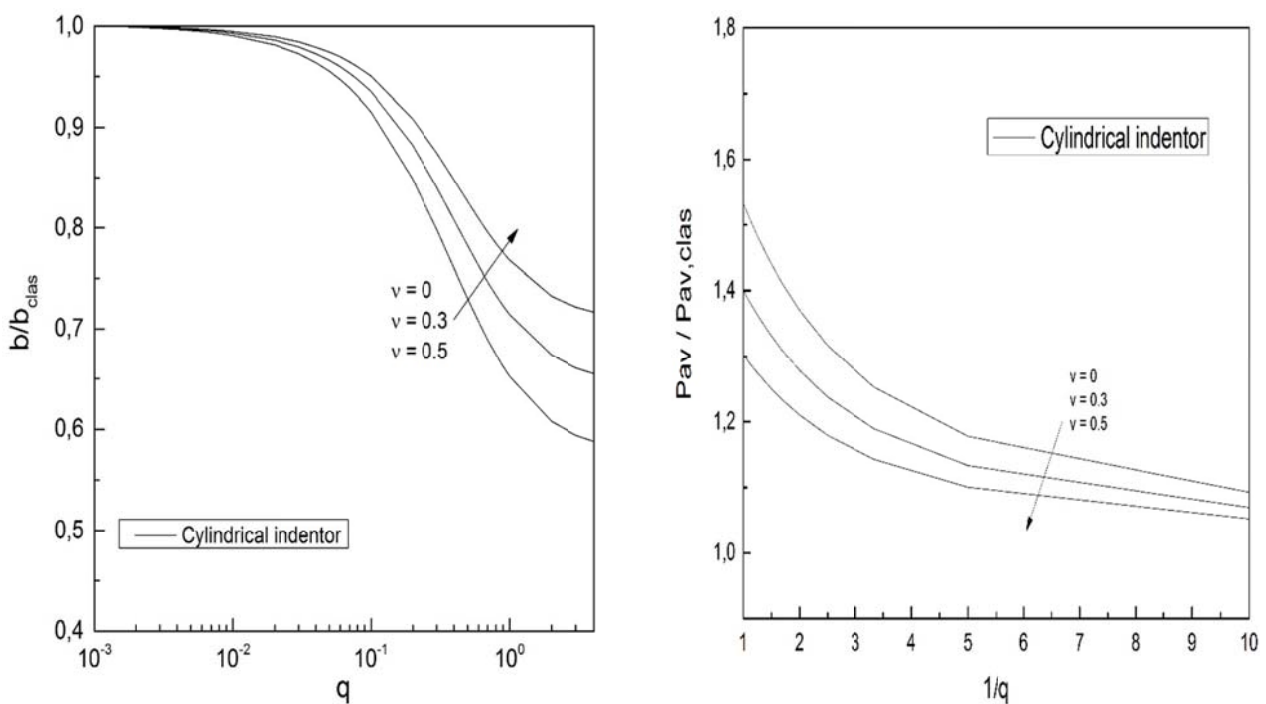 1,0
0,9
0,8
0,7
0,6
0,5
0,4
b/b_clas
ν = 0
ν = 0.3
ν = 0.5
Cylindrical indentor
10^-3
10^-2
10^-1
10^0
q
1,8
1,6
1,4
1,2
1,0
Pav / Pav,clas
Cylindrical indentor
ν = 0
ν = 0.3
ν = 0.5
1 2 3 4 5 6 7 8 9 10
1/q